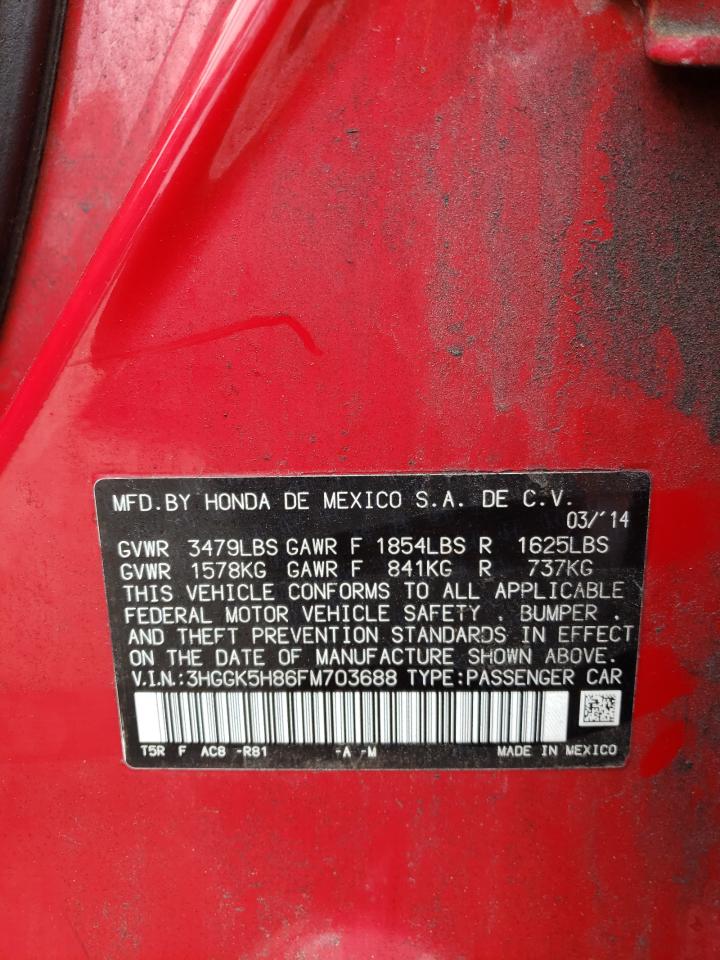 MFD.BY HONDA DE MEXICO S.A. DE C.V.
03/'14
GVWR 3479LBS GAWR F 1854LBS R 1625LBS
GVWR 1578KG GAWR F 841KG R 737KG
THIS VEHICLE CONFORMS TO ALL APPLICABLE
FEDERAL MOTOR VEHICLE SAFETY . BUMPER .
AND THEFT PREVENTION STANDARDS IN EFFECT
ON THE DATE OF MANUFACTURE SHOWN ABOVE.
V.I.N.:3HGGK5H86FM703688 TYPE:PASSENGER CAR
T5R F AC8 -R81 -A -M MADE IN MEXICO